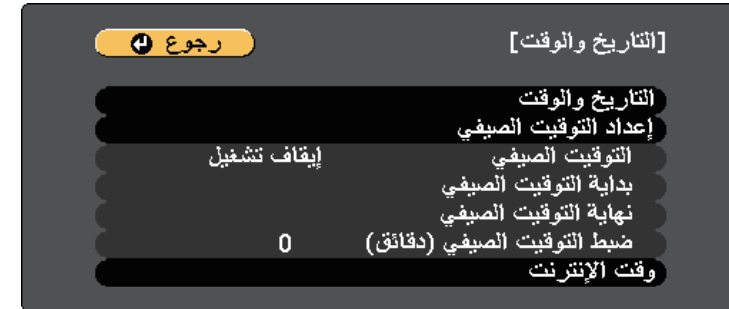 [التاريخ والوقت] رجوع
التاريخ والوقت
إعداد التوقيت الصيفي
التوقيت الصيفي إيقاف تشغيل
بداية التوقيت الصيفي
نهاية التوقيت الصيفي
ضبط التوقيت الصيفي (دقائق) 0
وقت الإنترنت